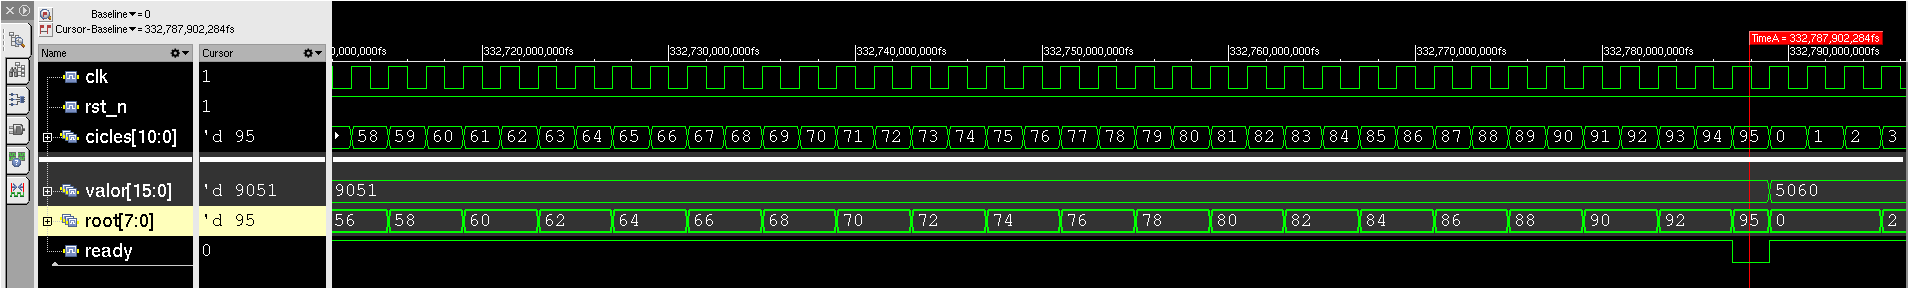 Baseline▼= 0
Cursor-Baseline▼= 332,787,902,284fs
Name Cursor
TimeA = 332,787,902,284fs
0,000,000fs 332,720,000,000fs 332,730,000,000fs 332,740,000,000fs 332,750,000,000fs 332,760,000,000fs 332,770,000,000fs 332,780,000,000fs 332,790,000,000fs
clk 1
rst_n 1
cicles[10:0] 'd 95 58 59 60 61 62 63 64 65 66 67 68 69 70 71 72 73 74 75 76 77 78 79 80 81 82 83 84 85 86 87 88 89 90 91 92 93 94 95 0 1 2 3
valor[15:0] 'd 9051 9051 5060
root[7:0] 'd 95 56 58 60 62 64 66 68 70 72 74 76 78 80 82 84 86 88 90 92 95 0 2
ready 0